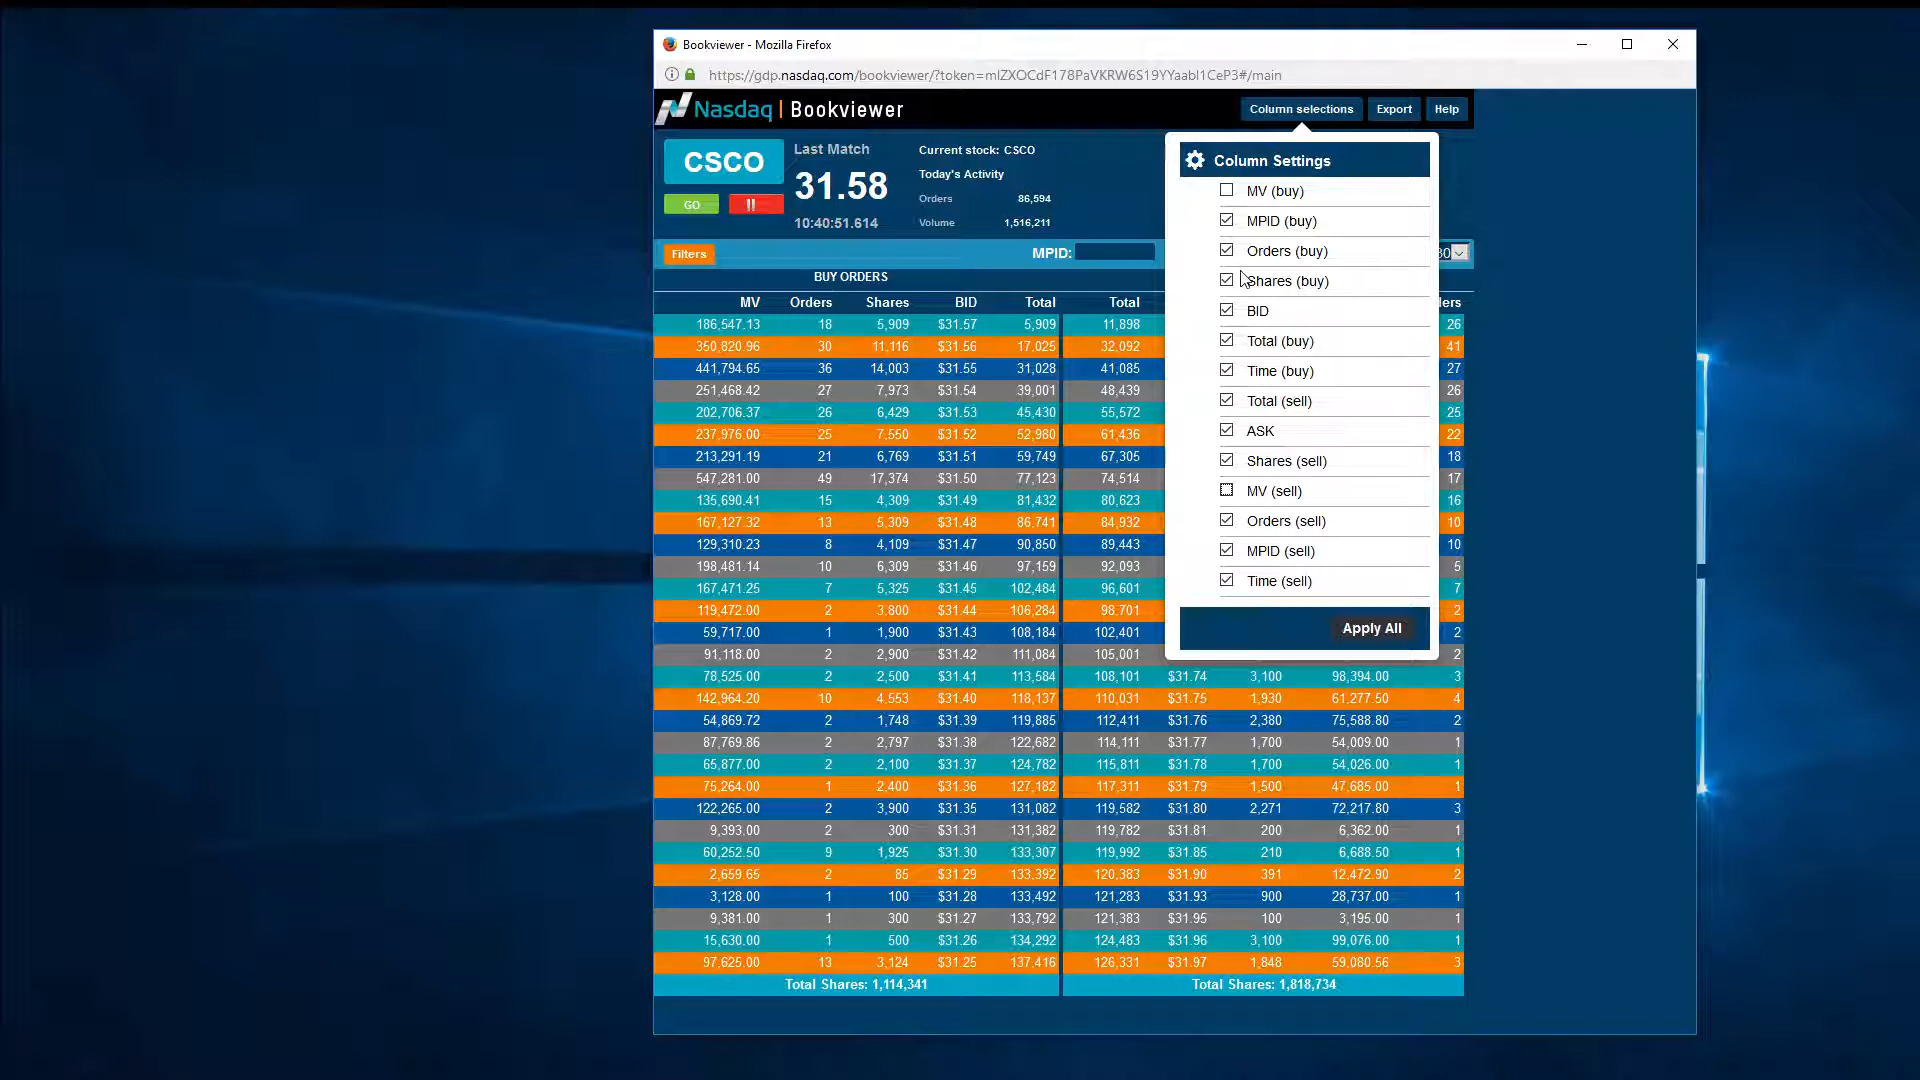 Bookviewer - Mozilla Firefox
https://gdp.nasdaq.com/bookviewer/?token=mlZXOCdF178PaVKRW6S19YYaabl1CeP3#/main
Nasdaq | Bookviewer
Column selections Export Help
CSCO
GO
Last Match
31.58
10:40:51.614
Current stock: CSCO
Today's Activity
Orders 86,594
Volume 1,516,211
Filters MPID:
BUY ORDERS
MV Orders Shares BID Total Total
186,547.13 18 5,909 $31.57 5,909 11,898 26
350,820.96 30 11,116 $31.56 17,025 32,092 41
441,794.65 36 14,003 $31.55 31,028 41,085 27
251,468.42 27 7,973 $31.54 39,001 48,439 26
202,706.37 26 6,429 $31.53 45,430 55,572 25
237,976.00 25 7,550 $31.52 52,980 61,436 22
213,291.19 21 6,769 $31.51 59,749 67,305 18
547,281.00 49 17,374 $31.50 77,123 74,514 17
135,690.41 15 4,309 $31.49 81,432 80,623 16
167,127.32 13 5,309 $31.48 86,741 84,932 10
129,310.23 8 4,109 $31.47 90,850 89,443 10
198,481.14 10 6,309 $31.46 97,159 92,093 5
167,471.25 7 5,325 $31.45 102,484 96,601 7
119,472.00 2 3,800 $31.44 106,284 98,701 2
59,717.00 1 1,900 $31.43 108,184 102,401 2
91,118.00 2 2,900 $31.42 111,084 105,001 2
78,525.00 2 2,500 $31.41 113,584 108,101 $31.74 3,100 98,394.00 3
142,964.20 10 4,553 $31.40 118,137 110,031 $31.75 1,930 61,277.50 4
54,869.72 2 1,748 $31.39 119,885 112,411 $31.76 2,380 75,588.80 2
87,769.86 2 2,797 $31.38 122,682 114,111 $31.77 1,700 54,009.00 1
65,877.00 2 2,100 $31.37 124,782 115,811 $31.78 1,700 54,026.00 1
75,264.00 1 2,400 $31.36 127,182 117,311 $31.79 1,500 47,685.00 1
122,265.00 2 3,900 $31.35 131,082 119,582 $31.80 2,271 72,217.80 3
9,393.00 2 300 $31.31 131,382 119,782 $31.81 200 6,362.00 1
60,252.50 9 1,925 $31.30 133,307 119,992 $31.85 210 6,688.50 1
2,659.65 2 85 $31.29 133,392 120,383 $31.90 391 12,472.90 2
3,128.00 1 100 $31.28 133,492 121,283 $31.93 900 28,737.00 1
9,381.00 1 300 $31.27 133,792 121,383 $31.95 100 3,195.00 1
15,630.00 1 500 $31.26 134,292 124,483 $31.96 3,100 99,076.00 1
97,625.00 13 3,124 $31.25 137,416 126,331 $31.97 1,848 59,080.56 3
Total Shares: 1,114,341 Total Shares: 1,818,734
Column Settings
MV (buy)
MPID (buy)
Orders (buy)
Shares (buy)
BID
Total (buy)
Time (buy)
Total (sell)
ASK
Shares (sell)
MV (sell)
Orders (sell)
MPID (sell)
Time (sell)
Apply All